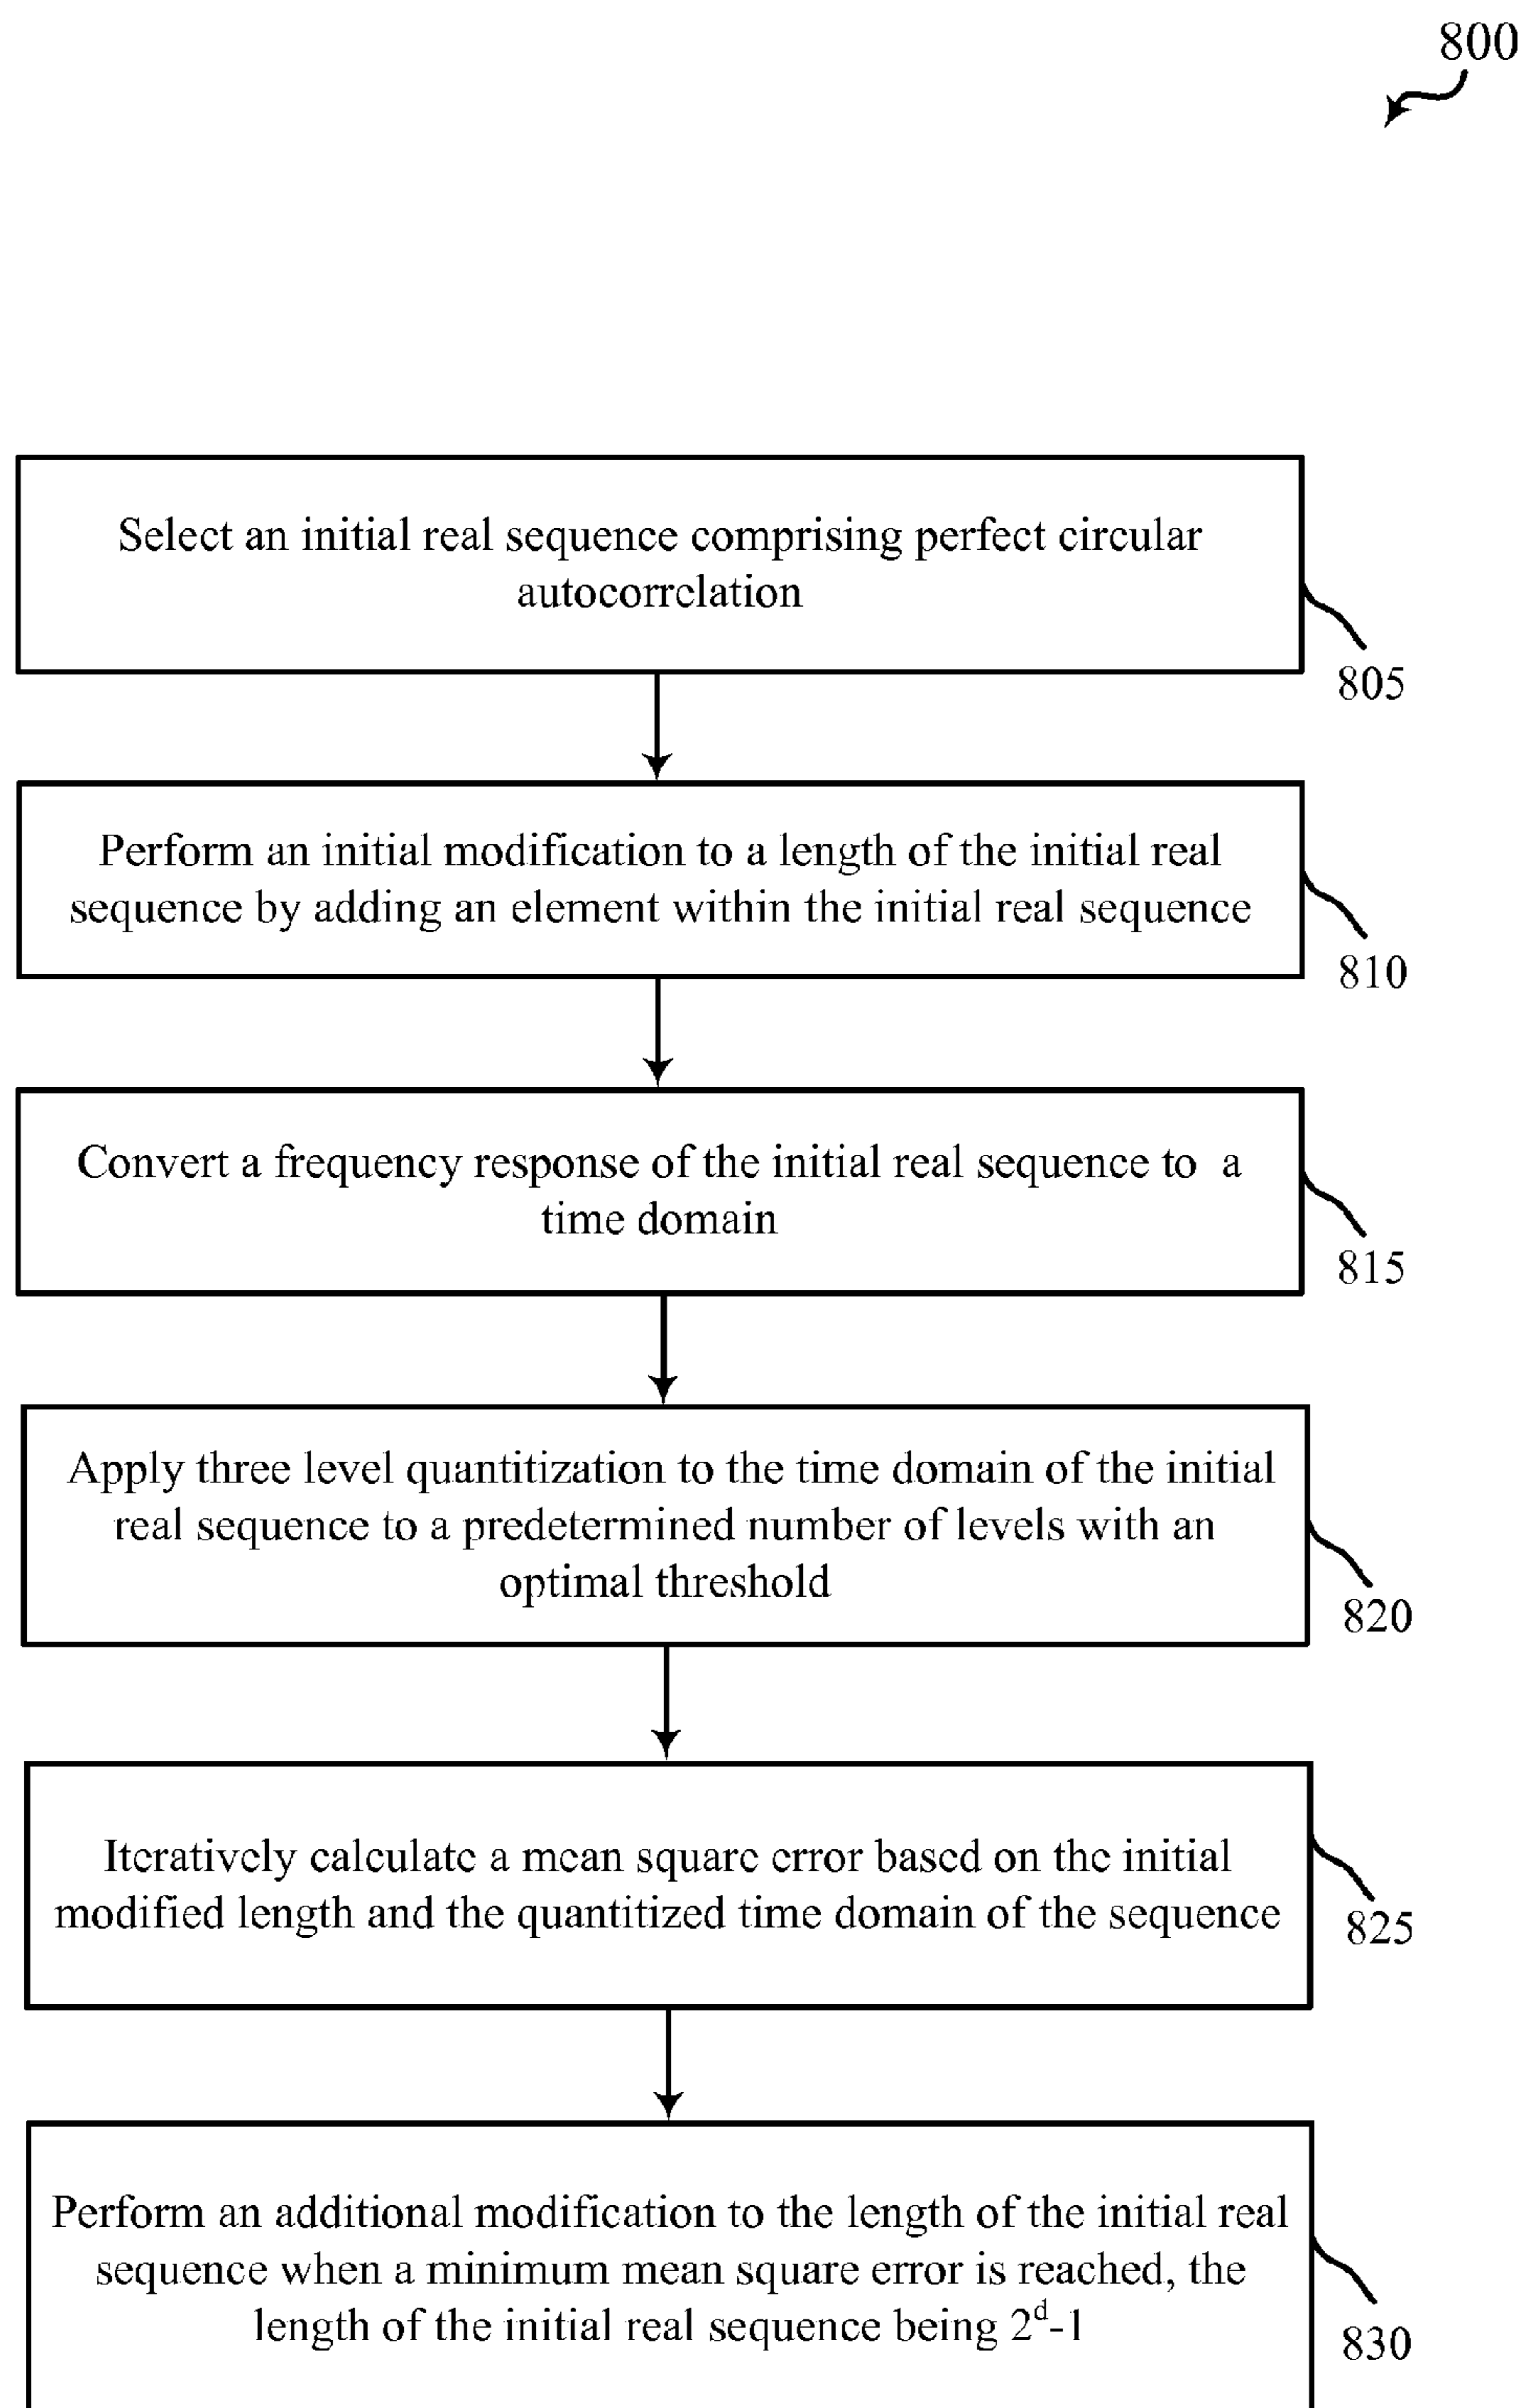 800
Select an initial real sequence comprising perfect circular
autocorrelation
805
Perform an initial modification to a length of the initial real
sequence by adding an element within the initial real sequence
810
Convert a frequency response of the initial real sequence to a
time domain
815
Apply three level quantitization to the time domain of the initial
real sequence to a predetermined number of levels with an
optimal threshold
820
Iteratively calculate a mean square error based on the initial
modified length and the quantitized time domain of the sequence
825
Perform an additional modification to the length of the initial real
sequence when a minimum mean square error is reached, the
length of the initial real sequence being 2^d-1
830